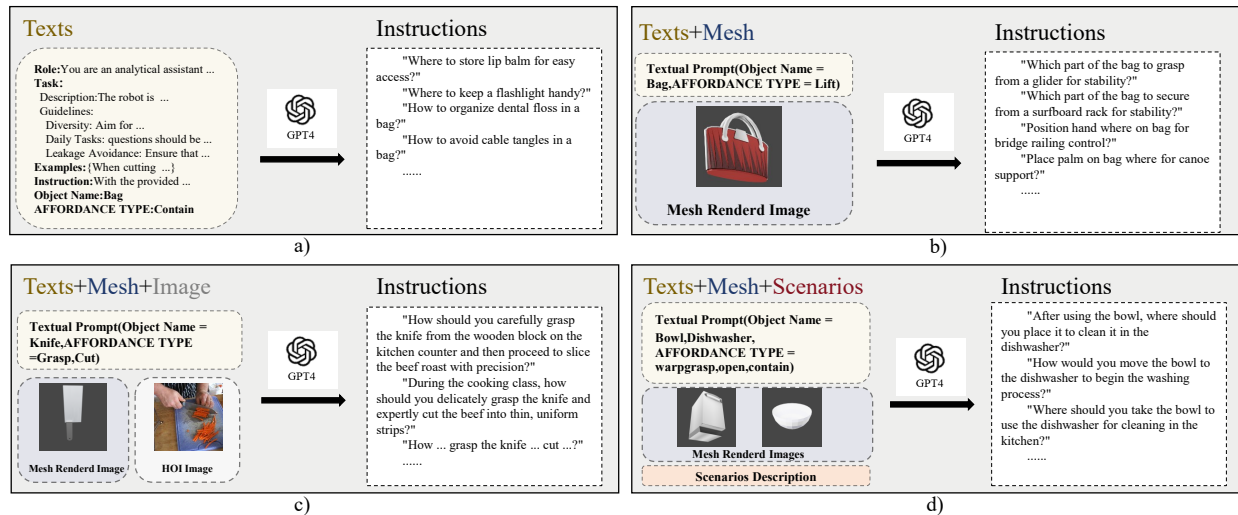 Texts
Instructions
Role:You are an analytical assistant ...
Task:
Description:The robot is ...
Guidelines:
Diversity: Aim for ...
Daily Tasks: questions should be ...
Leakage Avoidance: Ensure that ...
Examples:{When cutting ...}
Instruction:With the provided ...
Object Name:Bag
AFFORDANCE TYPE:Contain
GPT4
"Where to store lip balm for easy
access?"
"Where to keep a flashlight handy?"
"How to organize dental floss in a
bag?"
"How to avoid cable tangles in a
bag?"
......
a)
Texts+Mesh
Instructions
Textual Prompt(Object Name =
Bag,AFFORDANCE TYPE = Lift)
Mesh Renderd Image
GPT4
"Which part of the bag to grasp
from a glider for stability?"
"Which part of the bag to secure
from a surfboard rack for stability?"
"Position hand where on bag for
bridge railing control?"
"Place palm on bag where for canoe
support?"
......
b)
Texts+Mesh+Image
Instructions
Textual Prompt(Object Name =
Knife,AFFORDANCE TYPE
=Grasp,Cut)
Mesh Renderd Image
HOI Image
GPT4
"How should you carefully grasp
the knife from the wooden block on the
kitchen counter and then proceed to slice
the beef roast with precision?"
"During the cooking class, how
should you delicately grasp the knife and
expertly cut the beef into thin, uniform
strips?"
"How ... grasp the knife ... cut ...?"
......
c)
Texts+Mesh+Scenarios
Instructions
Textual Prompt(Object Name =
Bowl,Dishwasher,
AFFORDANCE TYPE =
warpgrasp,open,contain)
Mesh Renderd Images
Scenarios Description
GPT4
"After using the bowl, where should
you place it to clean it in the
dishwasher?"
"How would you move the bowl to
the dishwasher to begin the washing
process?"
"Where should you take the bowl to
use the dishwasher for cleaning in the
kitchen?"
......
d)